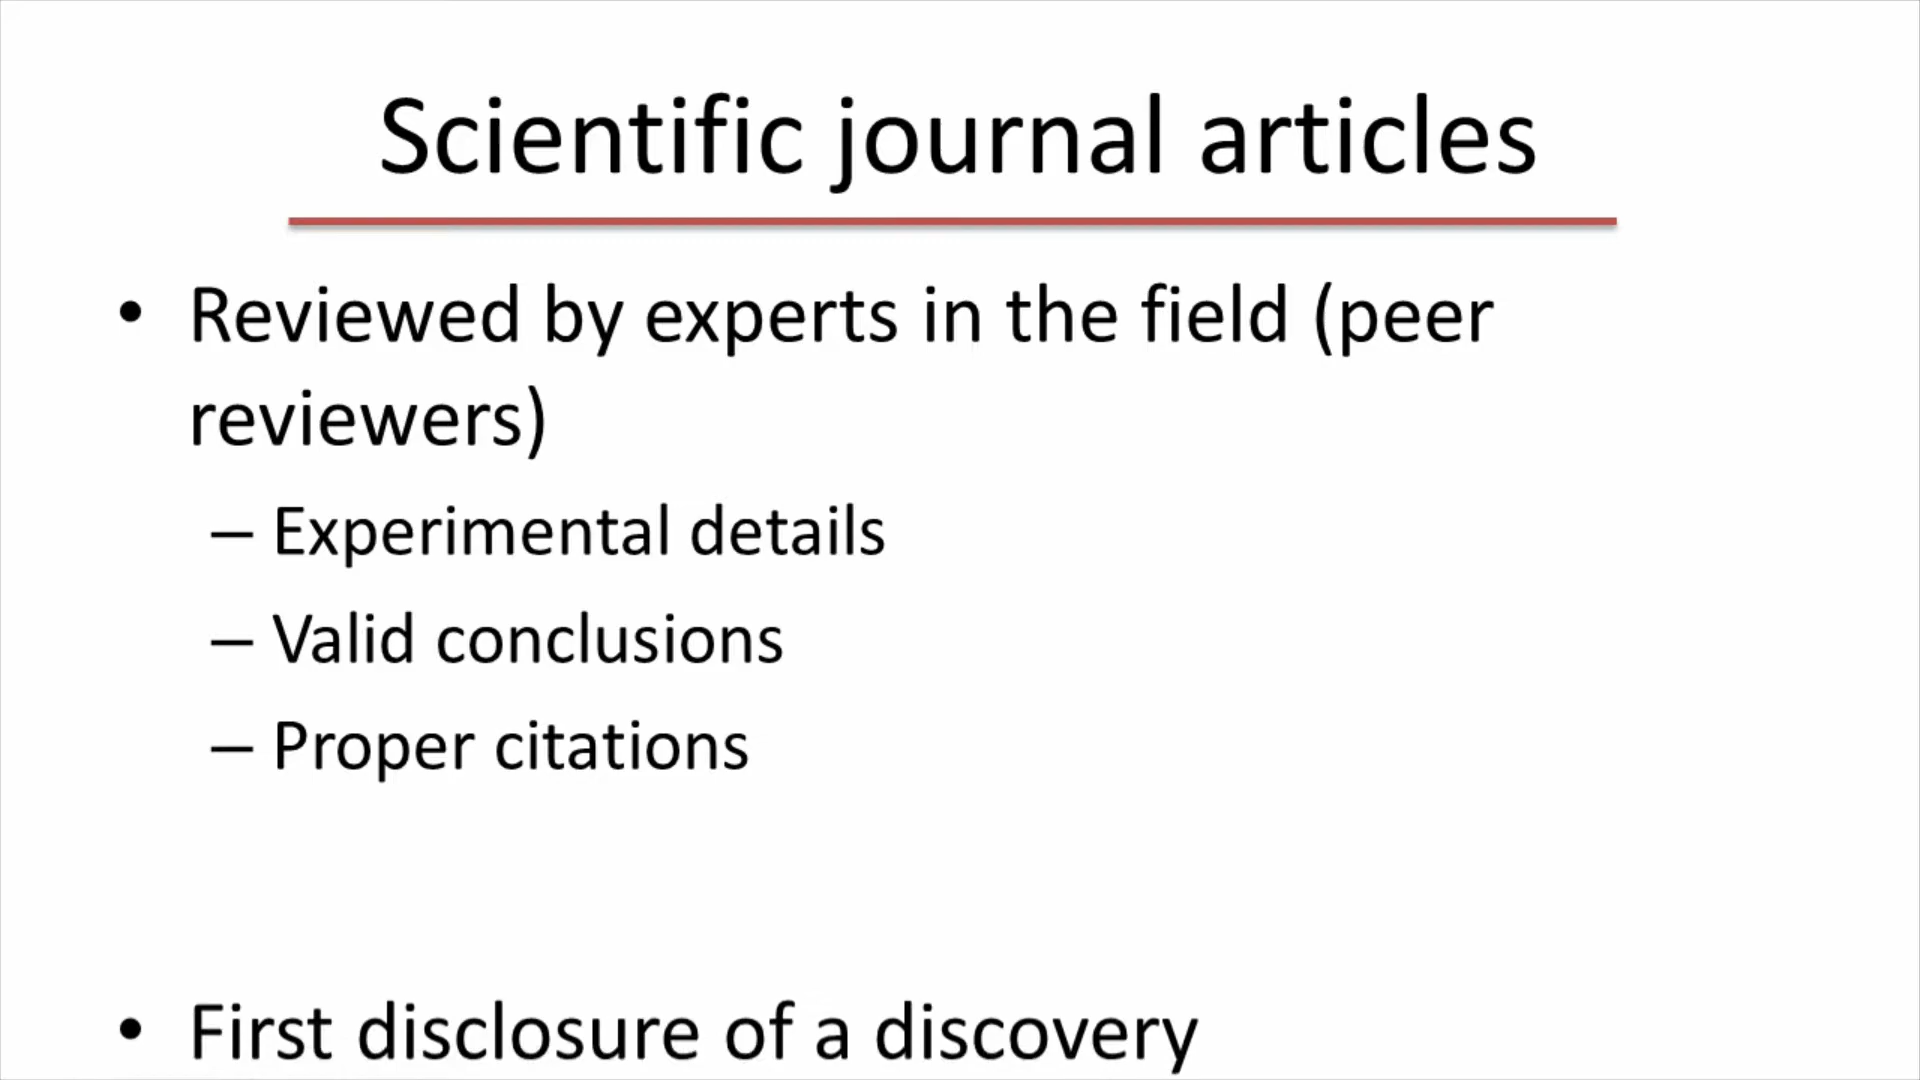 Scientific journal articles
• Reviewed by experts in the field (peer
reviewers)
– Experimental details
– Valid conclusions
– Proper citations
• First disclosure of a discovery